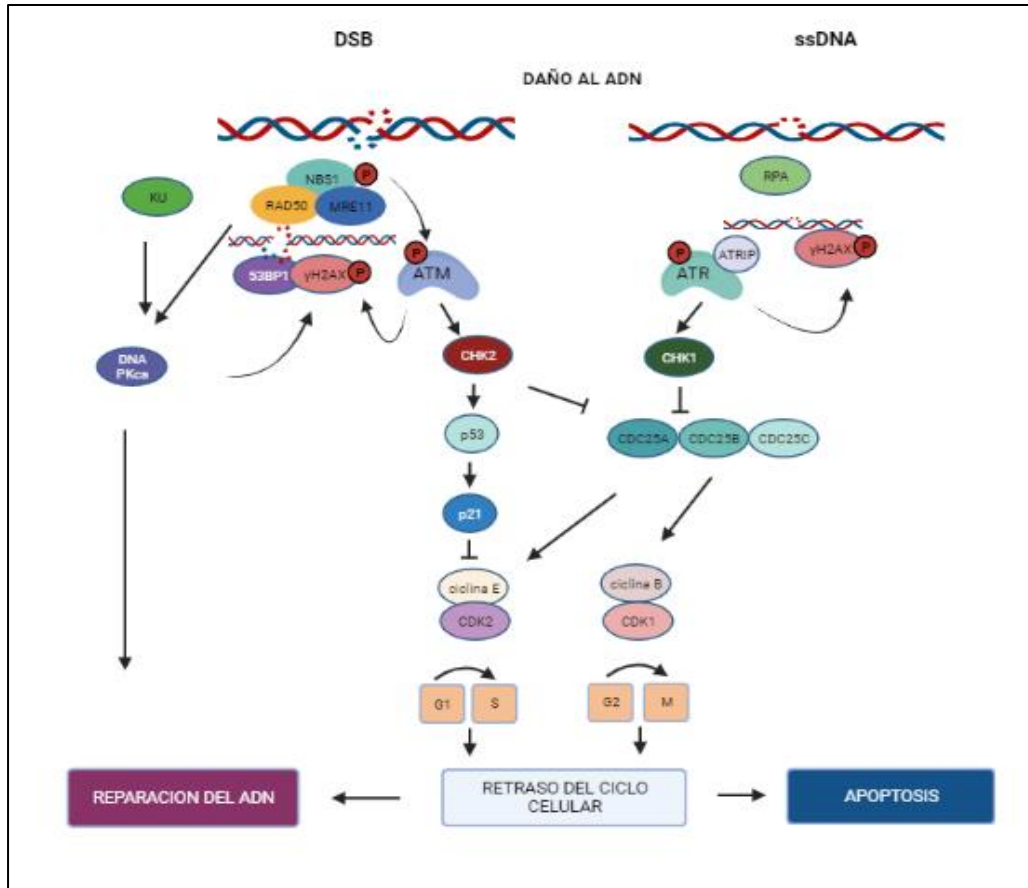 DSB
ssDNA
DAÑO AL ADN
NBS1
P
RPA
KU
RAD50
MRE11
P
ATM
P
ATR
ATRIP
γH2AX
P
53BP1
γH2AX
P
DNA
PKcs
CHK2
CHK1
p53
CDC25A
CDC25B
CDC25C
p21
ciclina E
CDK2
ciclina B
CDK1
G1
S
G2
M
REPARACION DEL ADN
RETRASO DEL CICLO
CELULAR
APOPTOSIS